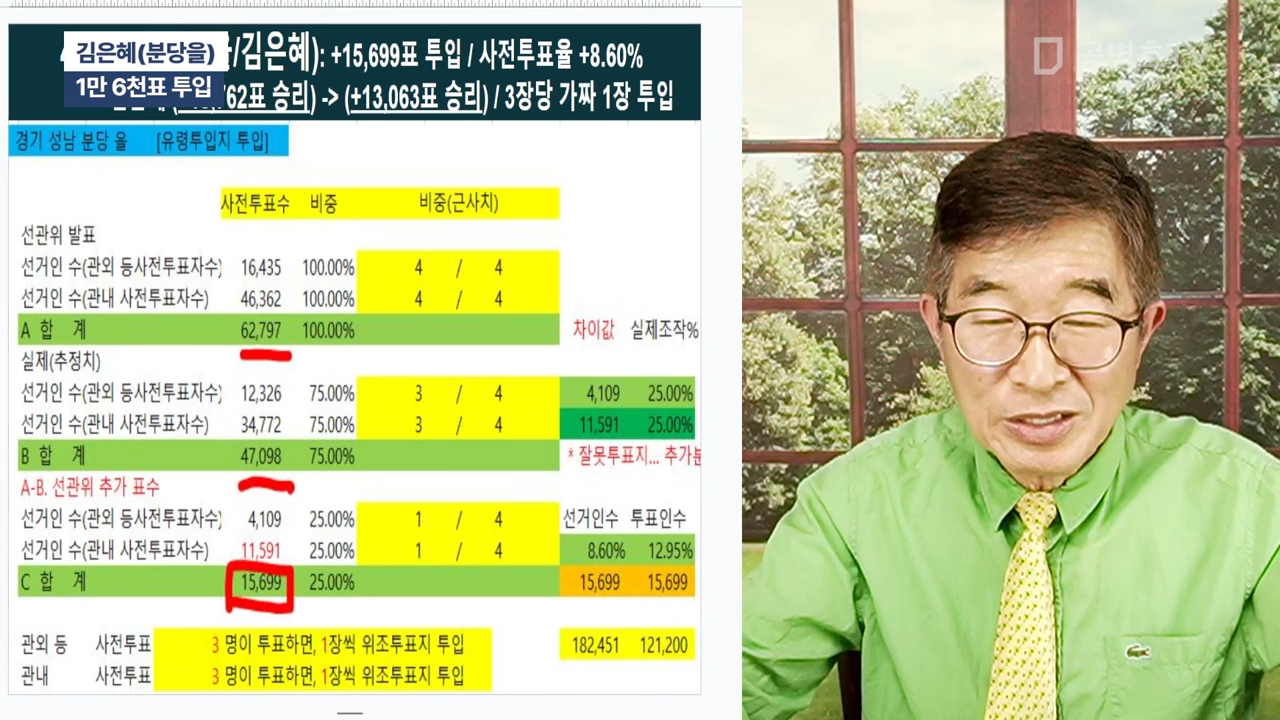 김은혜(분당을)
1만 6천표 투입
/김은혜): +15,699표 투입 / 사전투표율 +8.60%
762표 승리) -> (+13,063표 승리) / 3장당 가짜 1장 투입
경기 성남 분당 을 [유령투입지 투입]
사전투표수 비중 비중(근사치)
선관위 발표
선거인 수(관외 등사전투표자수) 16,435 100.00% 4 / 4
선거인 수(관내 사전투표자수) 46,362 100.00% 4 / 4
A 합 계 62,797 100.00% 차이값 실제조작%
실제(추정치)
선거인 수(관외 등사전투표자수) 12,326 75.00% 3 / 4 4,109 25.00%
선거인 수(관내 사전투표자수) 34,772 75.00% 3 / 4 11,591 25.00%
B 합 계 47,098 75.00% * 잘못투표지... 추가분
A-B. 선관위 추가 표수
선거인 수(관외 등사전투표자수) 4,109 25.00% 1 / 4 선거인수 투표인수
선거인 수(관내 사전투표자수) 11,591 25.00% 1 / 4 8.60% 12.95%
C 합 계 15,699 25.00% 15,699 15,699
관외 등 사전투표 3 명이 투표하면, 1장씩 위조투표지 투입 182,451 121,200
관내 사전투표 3 명이 투표하면, 1장씩 위조투표지 투입